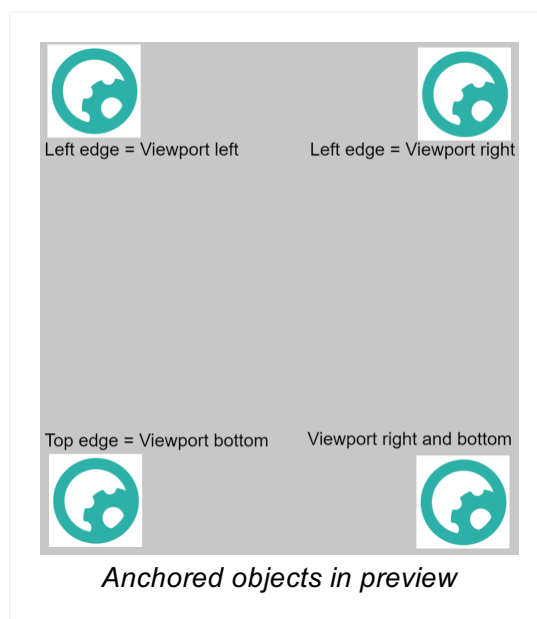 Left edge = Viewport left
Left edge = Viewport right
Top edge = Viewport bottom
Viewport right and bottom
Anchored objects in preview